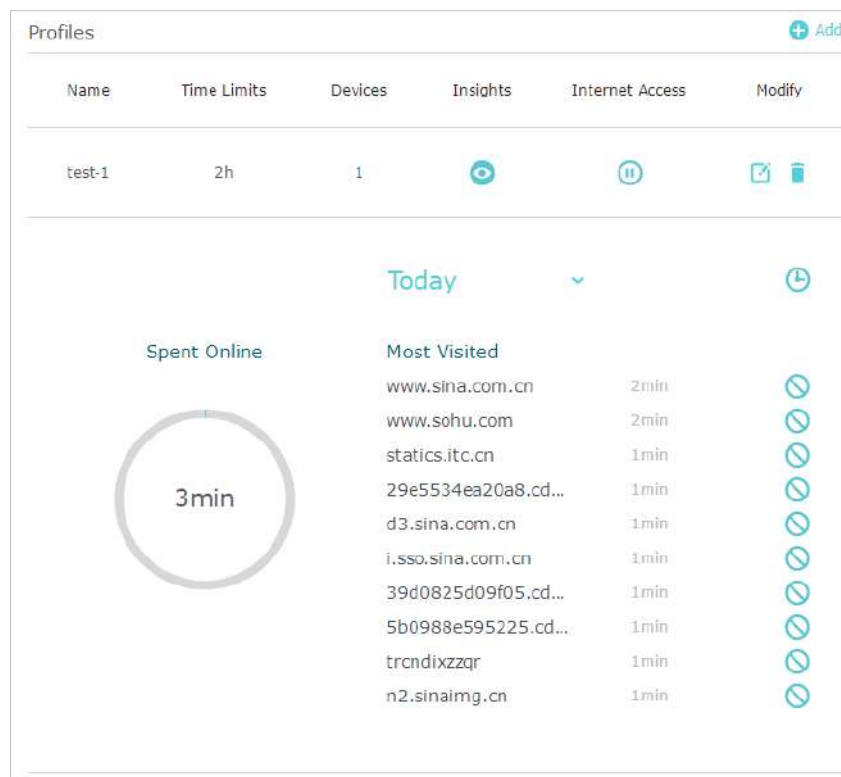 Profiles Add
Name Time Limits Devices Insights Internet Access Modify
test-1 2h 1
Today
Spent Online Most Visited
www.sina.com.cn 2min
www.sohu.com 2min
statics.itc.cn 1min
29e5534ea20a8.cd... 1min
d3.sina.com.cn 1min
i.sso.sina.com.cn 1min
39d0825d09f05.cd... 1min
5b0988e595225.cd... 1min
trcndixzzqr 1min
n2.sinaimg.cn 1min
3min